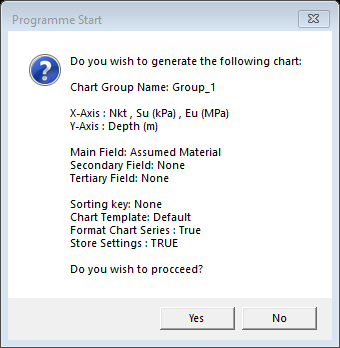 Programme Start
Do you wish to generate the following chart:
Chart Group Name: Group_1
X-Axis : Nkt , Su (kPa) , Eu (MPa)
Y-Axis : Depth (m)
Main Field: Assumed Material
Secondary Field: None
Tertiary Field: None
Sorting key: None
Chart Template: Default
Format Chart Series : True
Store Settings : TRUE
Do you wish to procceed?
Yes
No